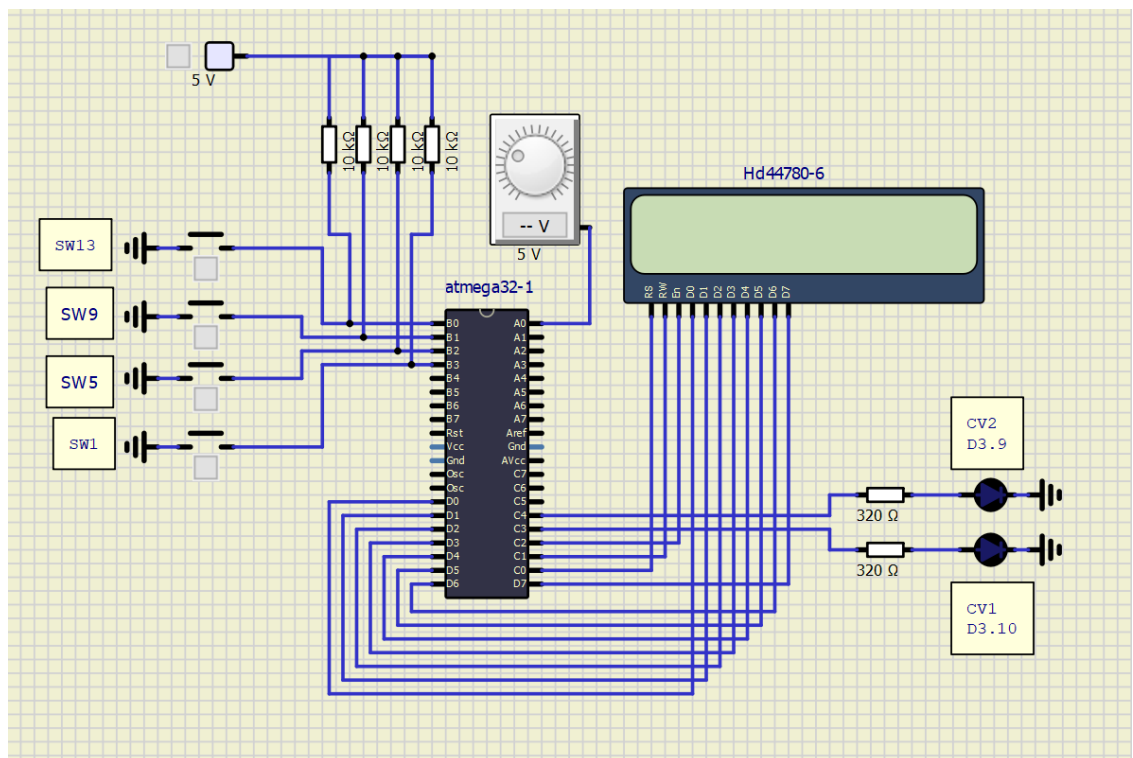 5 V
10 kΩ
10 kΩ
10 kΩ
10 kΩ
-- V
5 V
Hd44780-6
RS
RW
En
D0
D1
D2
D3
D4
D5
D6
D7
SW13
SW9
SW5
SW1
atmega32-1
B0 A0
B1 A1
B2 A2
B3 A3
B4 A4
B5 A5
B6 A6
B7 A7
Rst Aref
Vcc Gnd
Gnd AVcc
Osc C7
Osc C6
D0 C5
D1 C4
D2 C3
D3 C2
D4 C1
D5 C0
D6 D7
CV2
D3.9
320 Ω
320 Ω
CV1
D3.10